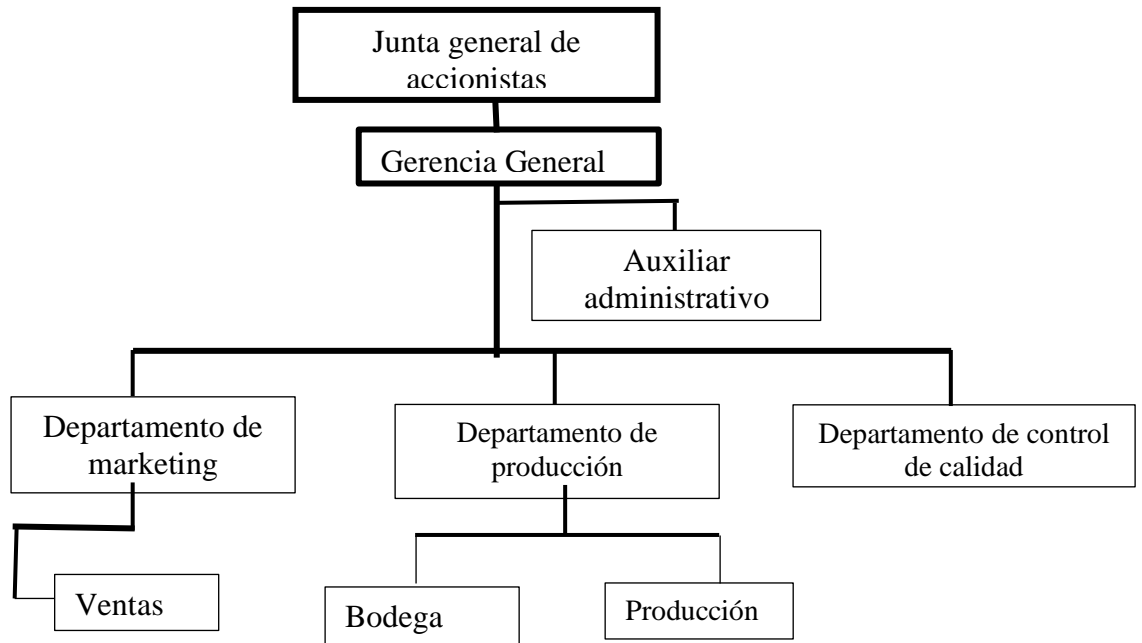 Junta general de
accionistas
Gerencia General
Auxiliar
administrativo
Departamento de
marketing
Departamento de
producción
Departamento de control
de calidad
Ventas
Bodega
Producción